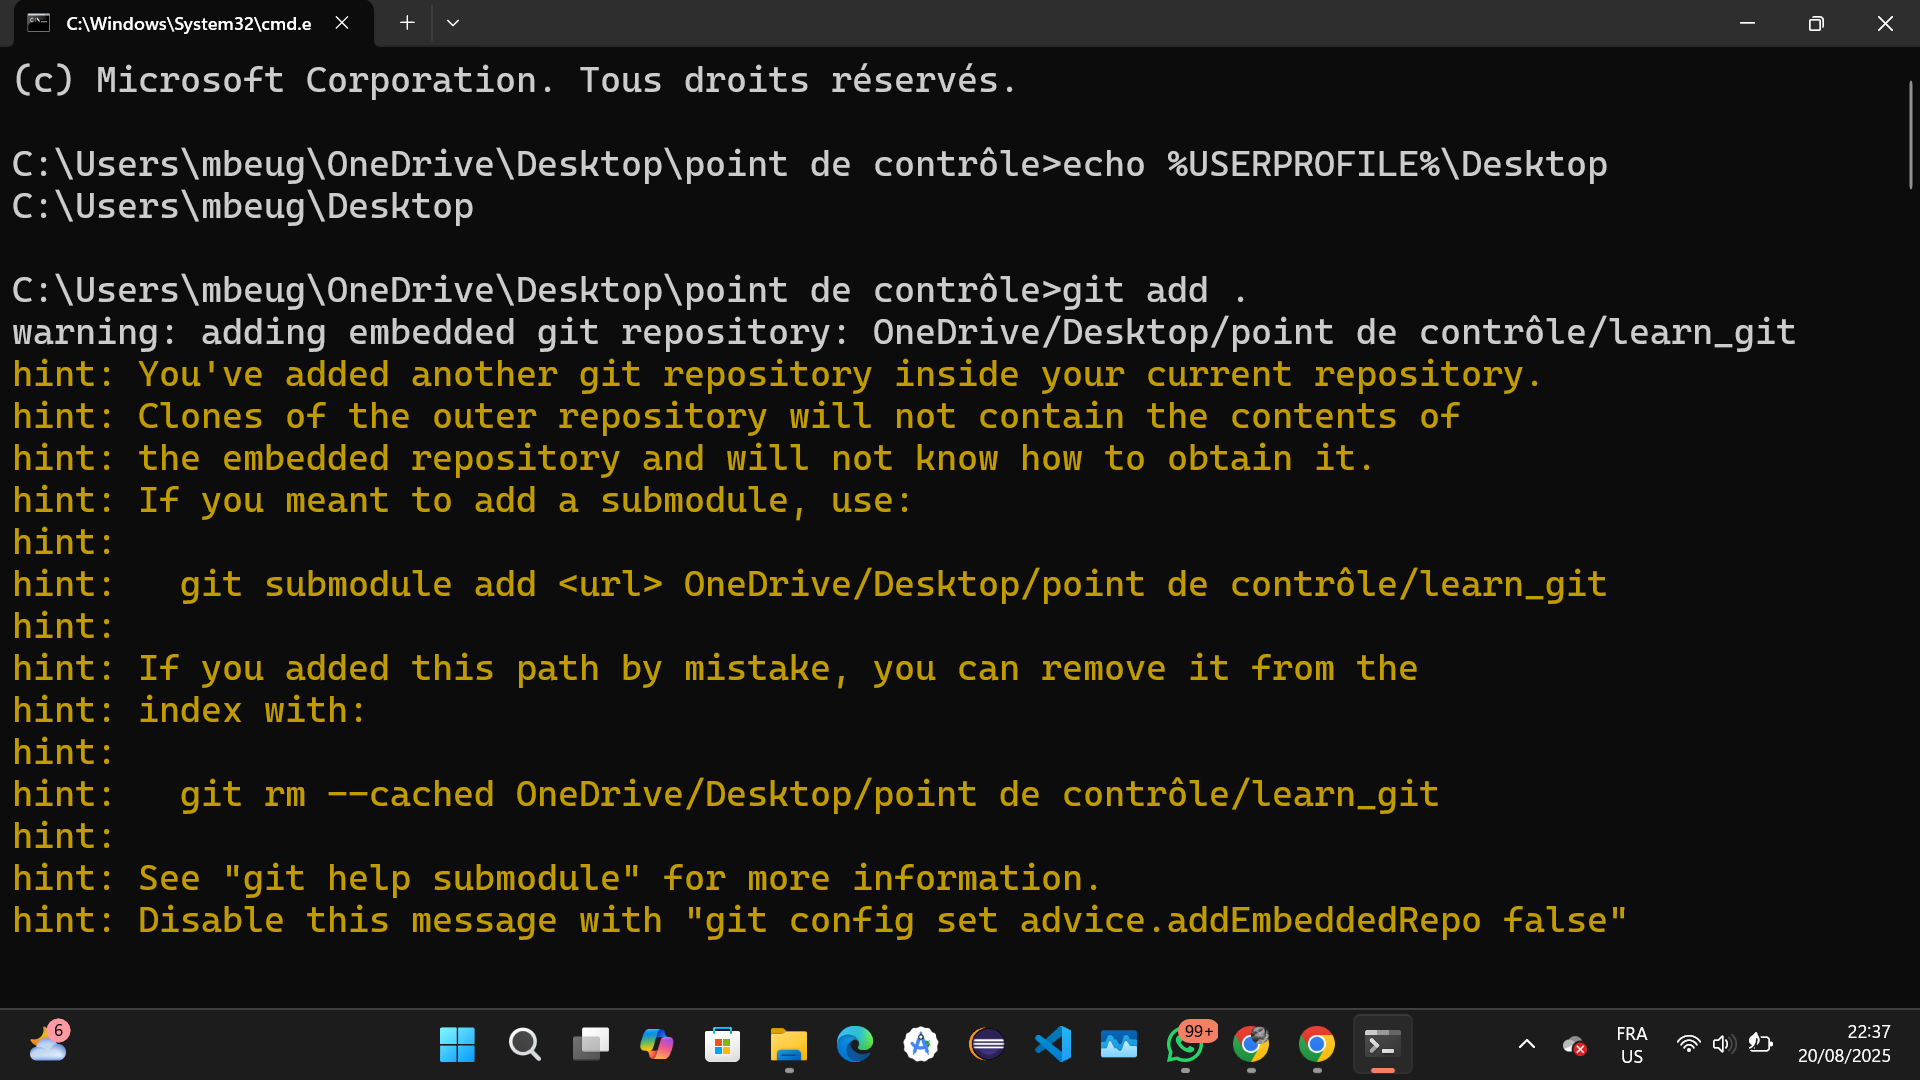 C:\Windows\System32\cmd.e
(c) Microsoft Corporation. Tous droits réservés.
C:\Users\mbeug\OneDrive\Desktop\point de contrôle>echo %USERPROFILE%\Desktop
C:\Users\mbeug\Desktop
C:\Users\mbeug\OneDrive\Desktop\point de contrôle>git add .
warning: adding embedded git repository: OneDrive/Desktop/point de contrôle/learn_git
hint: You've added another git repository inside your current repository.
hint: Clones of the outer repository will not contain the contents of
hint: the embedded repository and will not know how to obtain it.
hint: If you meant to add a submodule, use:
hint:
hint:   git submodule add <url> OneDrive/Desktop/point de contrôle/learn_git
hint:
hint: If you added this path by mistake, you can remove it from the
hint: index with:
hint:
hint:   git rm --cached OneDrive/Desktop/point de contrôle/learn_git
hint:
hint: See "git help submodule" for more information.
hint: Disable this message with "git config set advice.addEmbeddedRepo false"
6
99+
FRA
US
22:37
20/08/2025